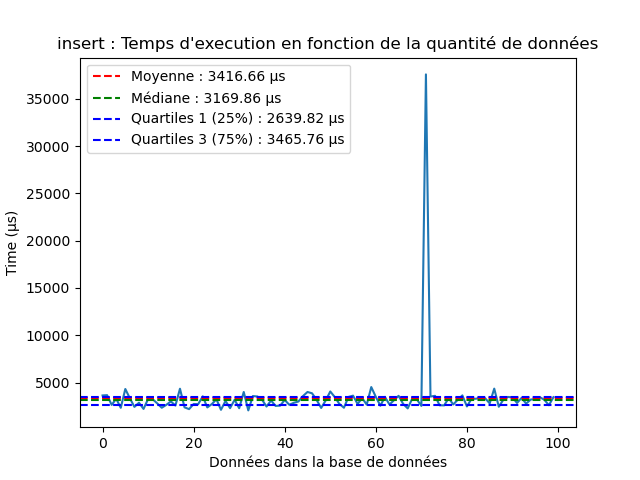 insert : Temps d'execution en fonction de la quantité de données
Moyenne : 3416.66 µs
Médiane : 3169.86 µs
Quartiles 1 (25%) : 2639.82 µs
Quartiles 3 (75%) : 3465.76 µs
35000
30000
25000
20000
15000
10000
5000
Time (µs)
0 20 40 60 80 100
Données dans la base de données